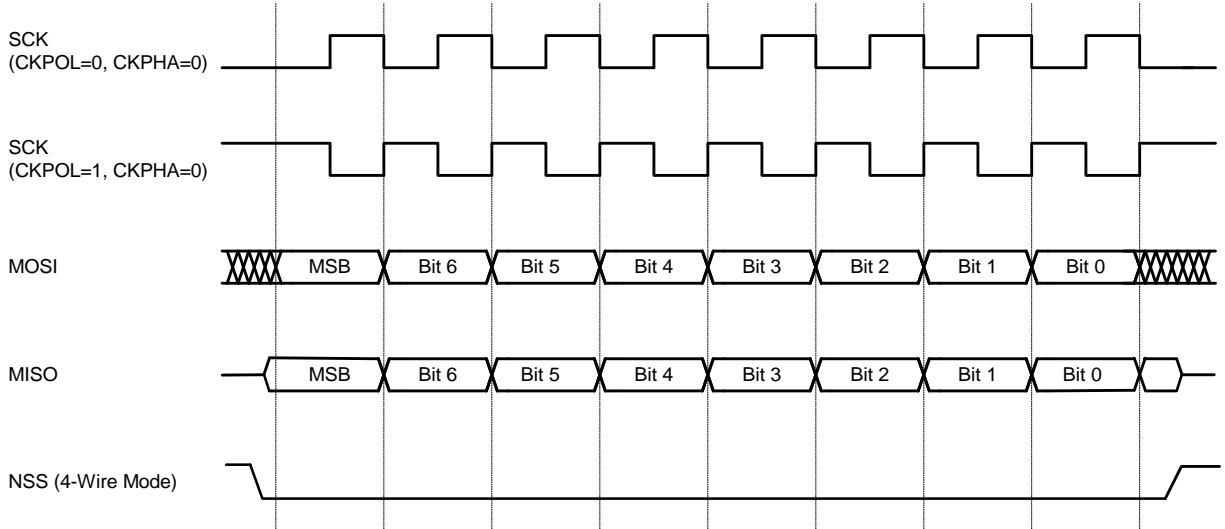 SCK
(CKPOL=0, CKPHA=0)
SCK
(CKPOL=1, CKPHA=0)
MOSI
MSB Bit 6 Bit 5 Bit 4 Bit 3 Bit 2 Bit 1 Bit 0
MISO
MSB Bit 6 Bit 5 Bit 4 Bit 3 Bit 2 Bit 1 Bit 0
NSS (4-Wire Mode)